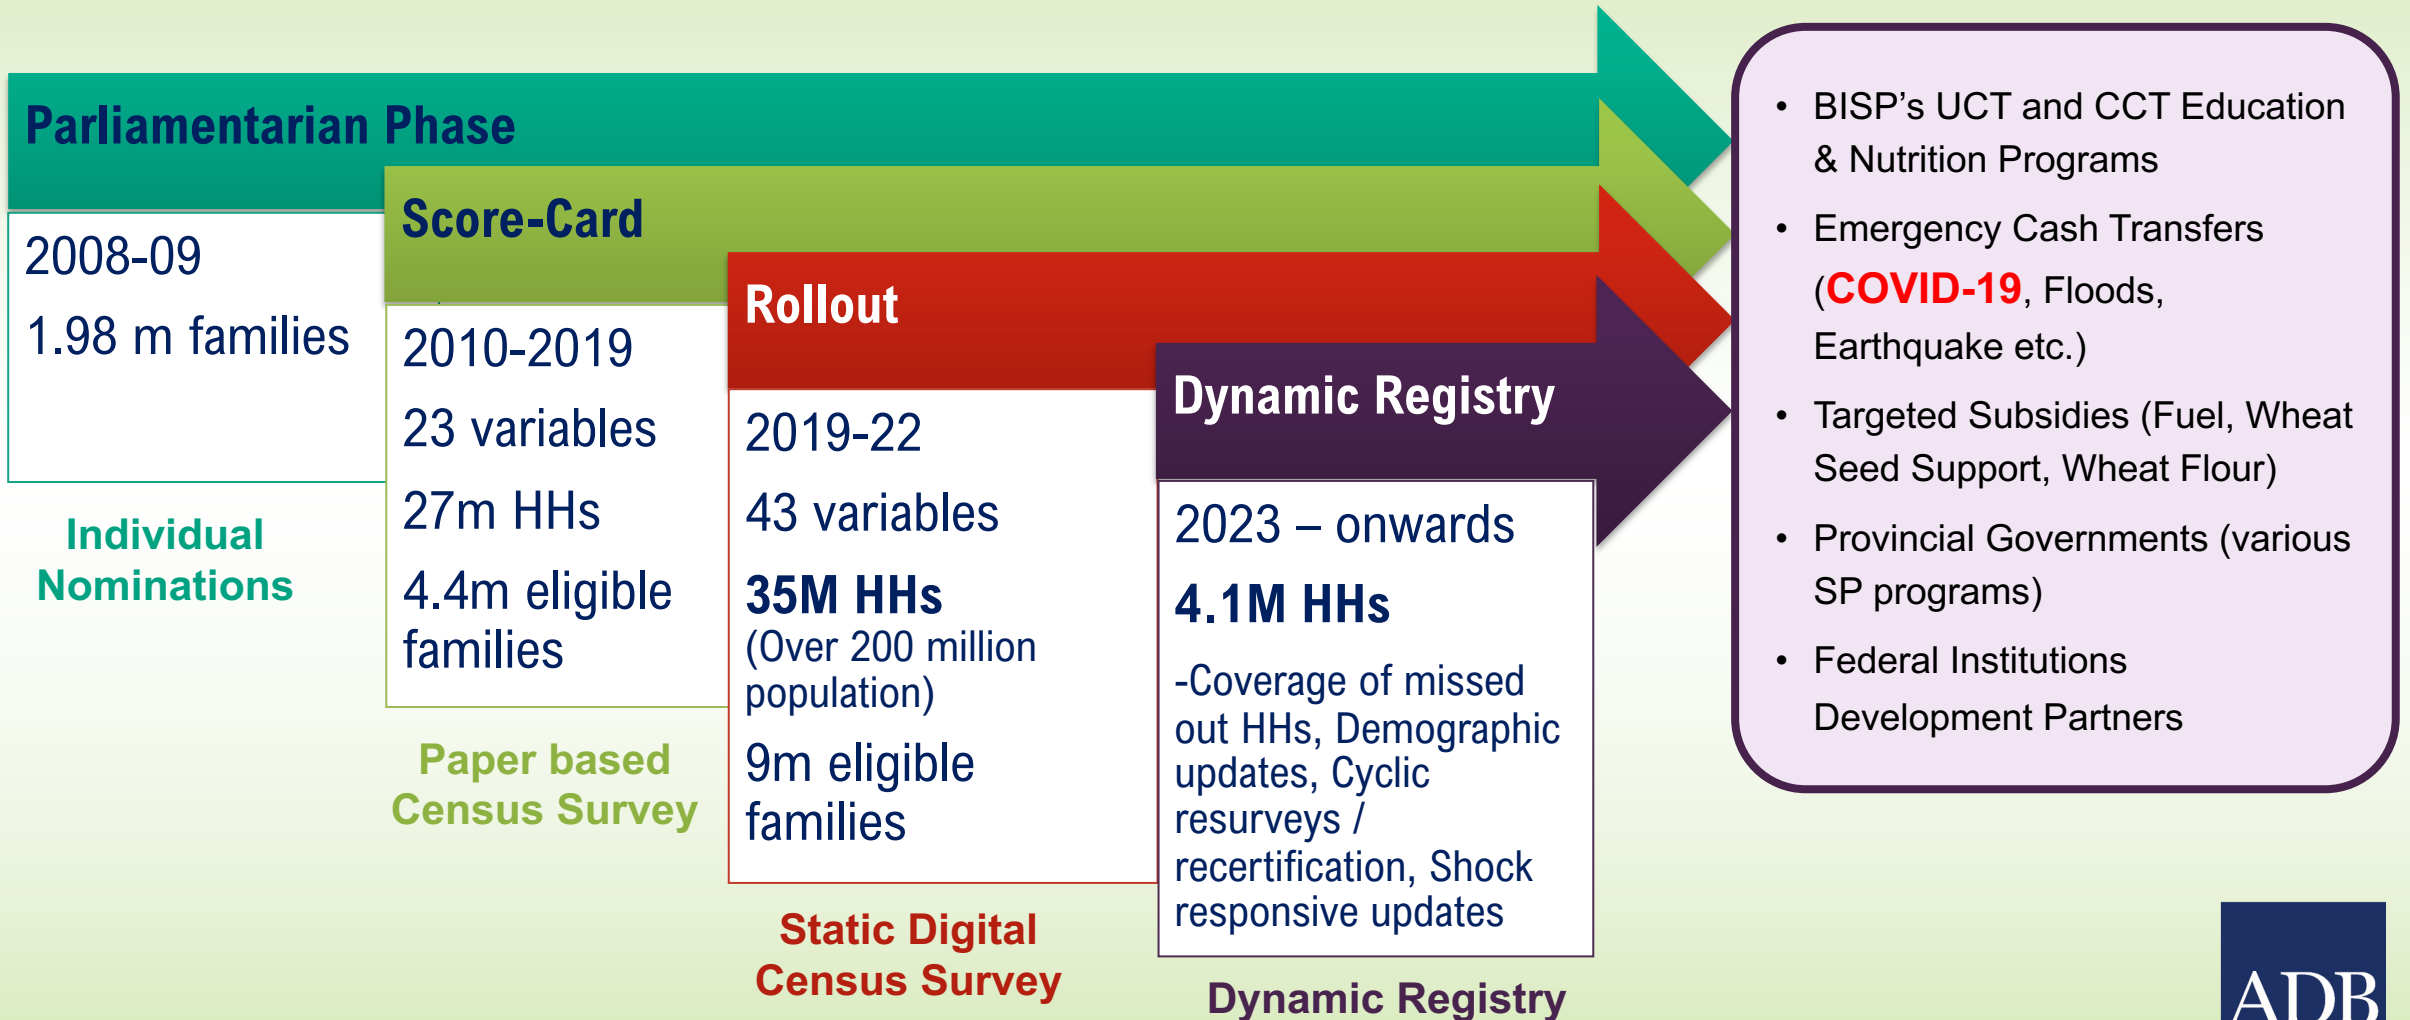 Parliamentarian Phase
2008-09
1.98 m families
Individual
Nominations
Score-Card
2010-2019
23 variables
27m HHs
4.4m eligible
families
Paper based
Census Survey
Rollout
2019-22
43 variables
35M HHs
(Over 200 million
population)
9m eligible
families
Static Digital
Census Survey
Dynamic Registry
2023 – onwards
4.1M HHs
-Coverage of missed
out HHs, Demographic
updates, Cyclic
resurveys /
recertification, Shock
responsive updates
Dynamic Registry
• BISP’s UCT and CCT Education
& Nutrition Programs
• Emergency Cash Transfers
(COVID-19, Floods,
Earthquake etc.)
• Targeted Subsidies (Fuel, Wheat
Seed Support, Wheat Flour)
• Provincial Governments (various
SP programs)
• Federal Institutions
Development Partners
ADB